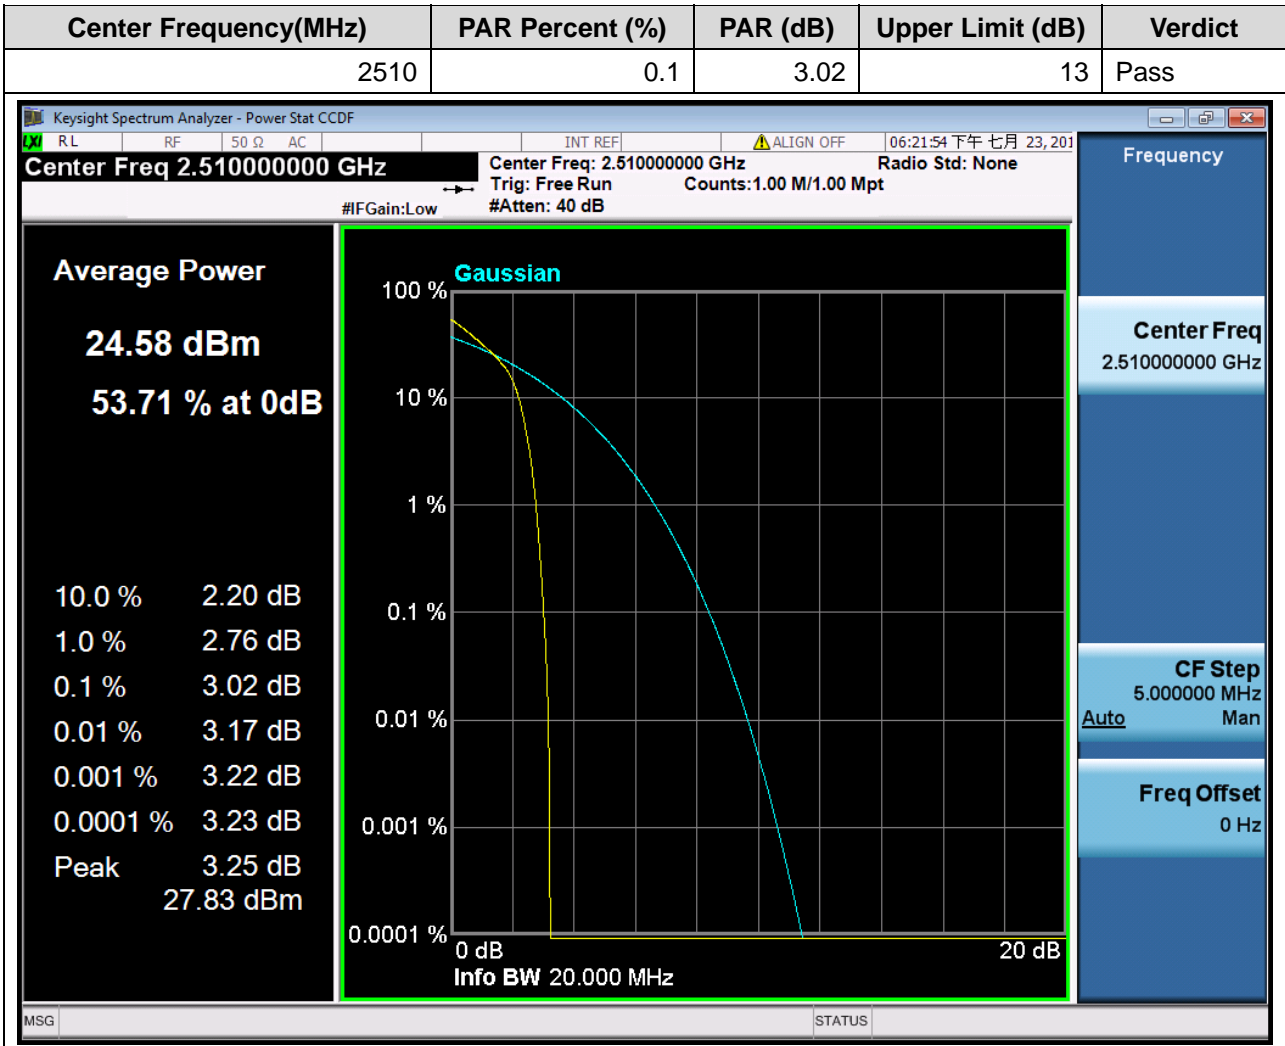 Center Frequency(MHz) PAR Percent (%) PAR (dB) Upper Limit (dB) Verdict
2510 0.1 3.02 13 Pass
Keysight Spectrum Analyzer - Power Stat CCDF
LXI RL RF 50 Ω AC INT REF ALIGN OFF 06:21:54 下午 七月 23, 201
Center Freq 2.510000000 GHz
Center Freq: 2.510000000 GHz Radio Std: None
Trig: Free Run Counts:1.00 M/1.00 Mpt
#IFGain:Low #Atten: 40 dB
Average Power
24.58 dBm
53.71 % at 0dB
10.0 % 2.20 dB
1.0 % 2.76 dB
0.1 % 3.02 dB
0.01 % 3.17 dB
0.001 % 3.22 dB
0.0001 % 3.23 dB
Peak 3.25 dB
27.83 dBm
Gaussian
100 %
10 %
1 %
0.1 %
0.01 %
0.001 %
0.0001 %
0 dB 20 dB
Info BW 20.000 MHz
Frequency
Center Freq
2.510000000 GHz
CF Step
5.000000 MHz
Auto Man
Freq Offset
0 Hz
MSG STATUS